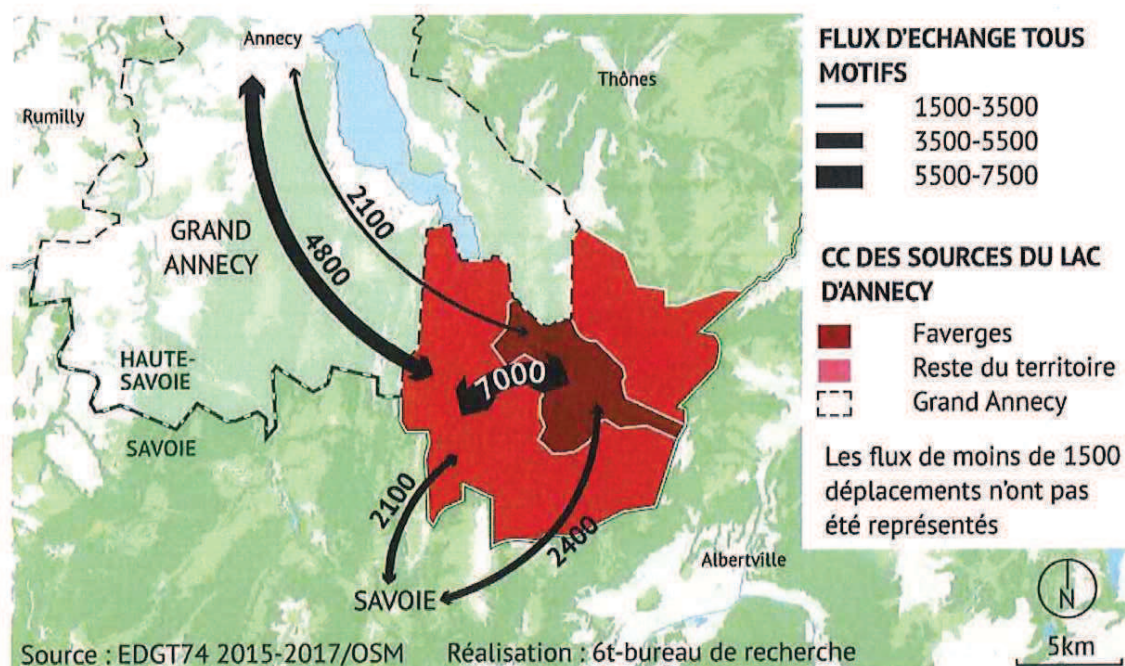 Annecy
Thônes
Rumilly
2100
4800
GRAND
ANNECY
7000
HAUTE-
SAVOIE
SAVOIE
2100
2400
SAVOIE
Albertville
FLUX D'ECHANGE TOUS
MOTIFS
1500-3500
3500-5500
5500-7500
CC DES SOURCES DU LAC
D'ANNECY
Faverges
Reste du territoire
Grand Annecy
Les flux de moins de 1500
déplacements n'ont pas
été représentés
N
5km
Source : EDGT74 2015-2017/OSM Réalisation : 6t-bureau de recherche